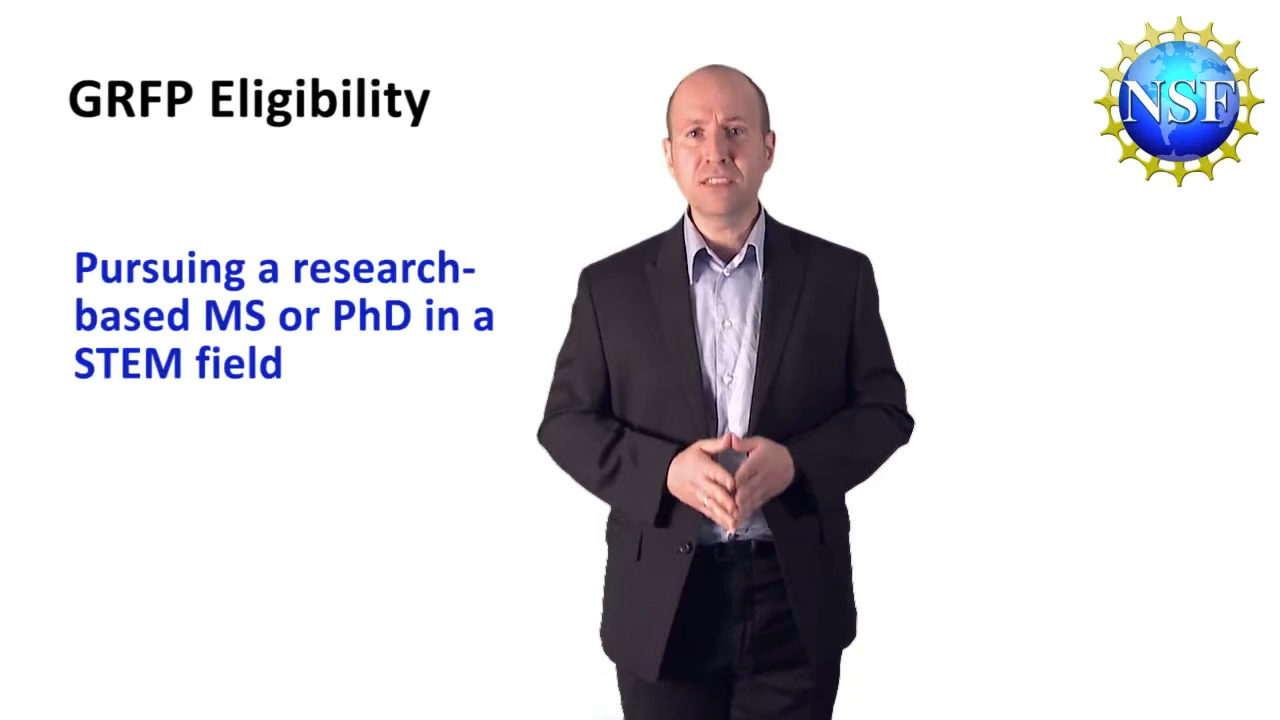 GRFP Eligibility
NSF
Pursuing a research-
based MS or PhD in a
STEM field